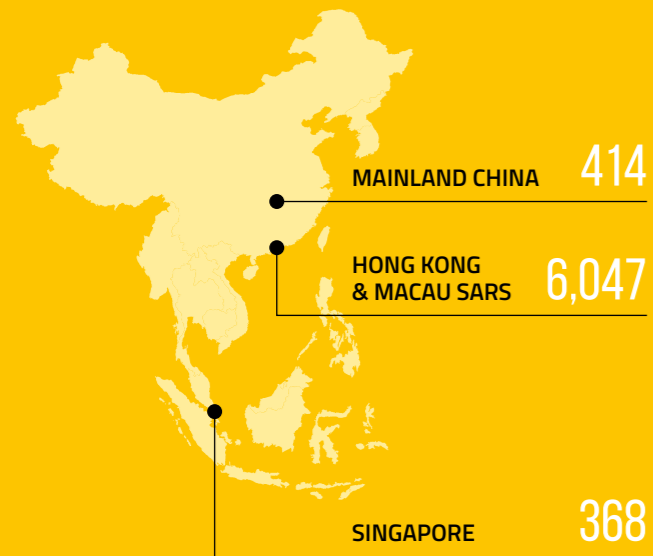 MAINLAND CHINA 414
HONG KONG
& MACAU SARS 6,047
SINGAPORE 368